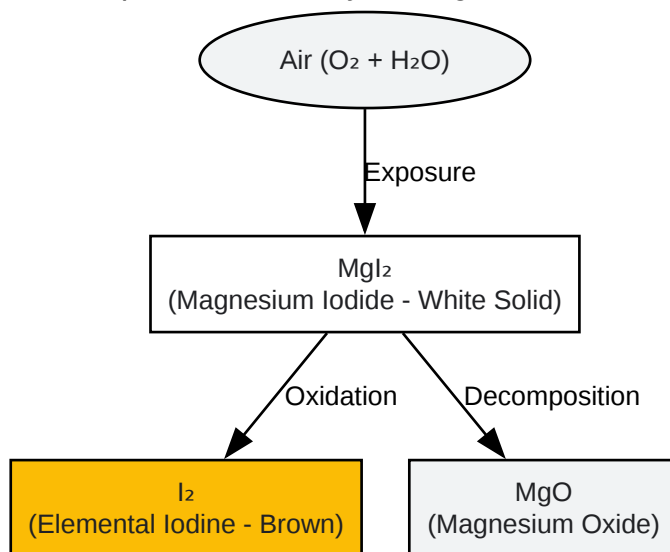 Air (O₂ + H₂O)
Exposure
MgI₂
(Magnesium Iodide - White Solid)
Oxidation
Decomposition
I₂
(Elemental Iodine - Brown)
MgO
(Magnesium Oxide)